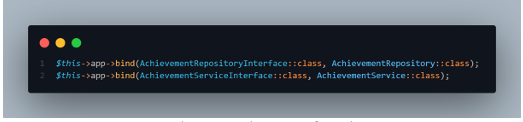 1 $this->app->bind(AchievementRepositoryInterface::class, AchievementRepository::class);
2 $this->app->bind(AchievementServiceInterface::class, AchievementService::class);